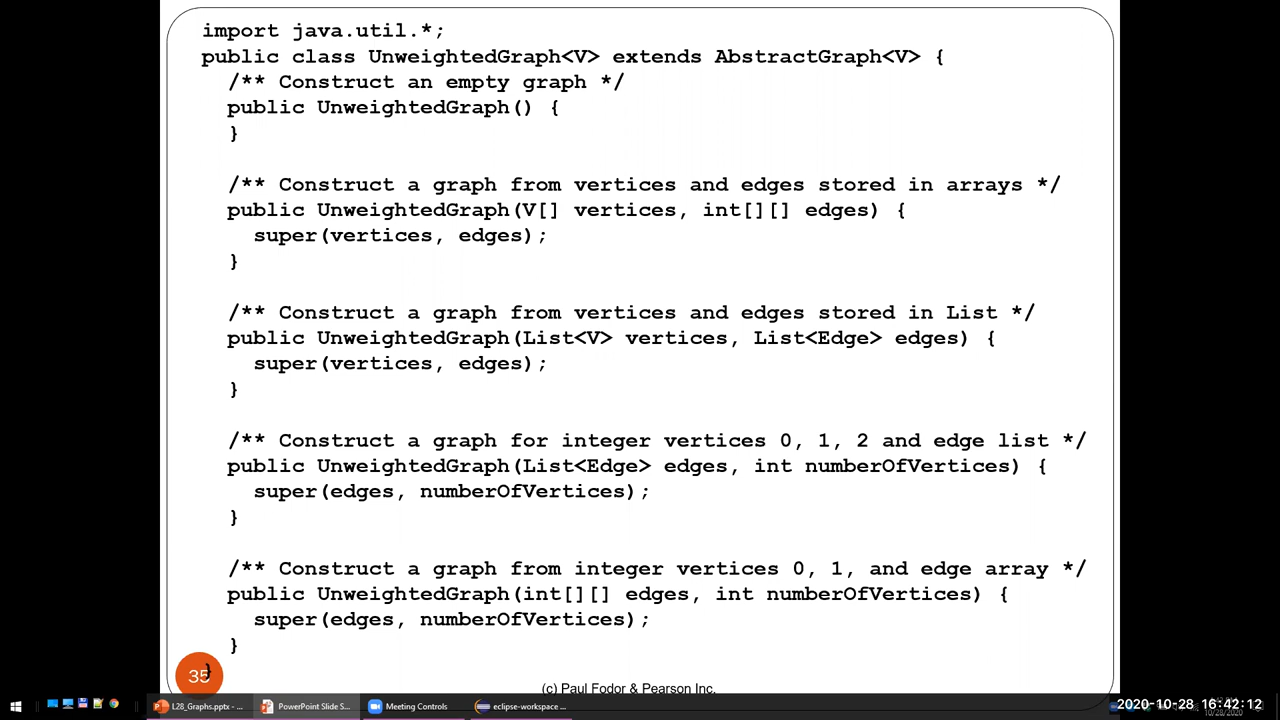 import java.util.*;
public class UnweightedGraph<V> extends AbstractGraph<V> {
/** Construct an empty graph */
public UnweightedGraph() {
}
/** Construct a graph from vertices and edges stored in arrays */
public UnweightedGraph(V[] vertices, int[][] edges) {
super(vertices, edges);
}
/** Construct a graph from vertices and edges stored in List */
public UnweightedGraph(List<V> vertices, List<Edge> edges) {
super(vertices, edges);
}
/** Construct a graph for integer vertices 0, 1, 2 and edge list */
public UnweightedGraph(List<Edge> edges, int numberOfVertices) {
super(edges, numberOfVertices);
}
/** Construct a graph from integer vertices 0, 1, and edge array */
public UnweightedGraph(int[][] edges, int numberOfVertices) {
super(edges, numberOfVertices);
}
}
35
(c) Paul Fodor & Pearson Inc.
L28_Graphs.pptx - ...
PowerPoint Slide S...
Meeting Controls
eclipse-workspace ...
2020-10-28 16:42:12